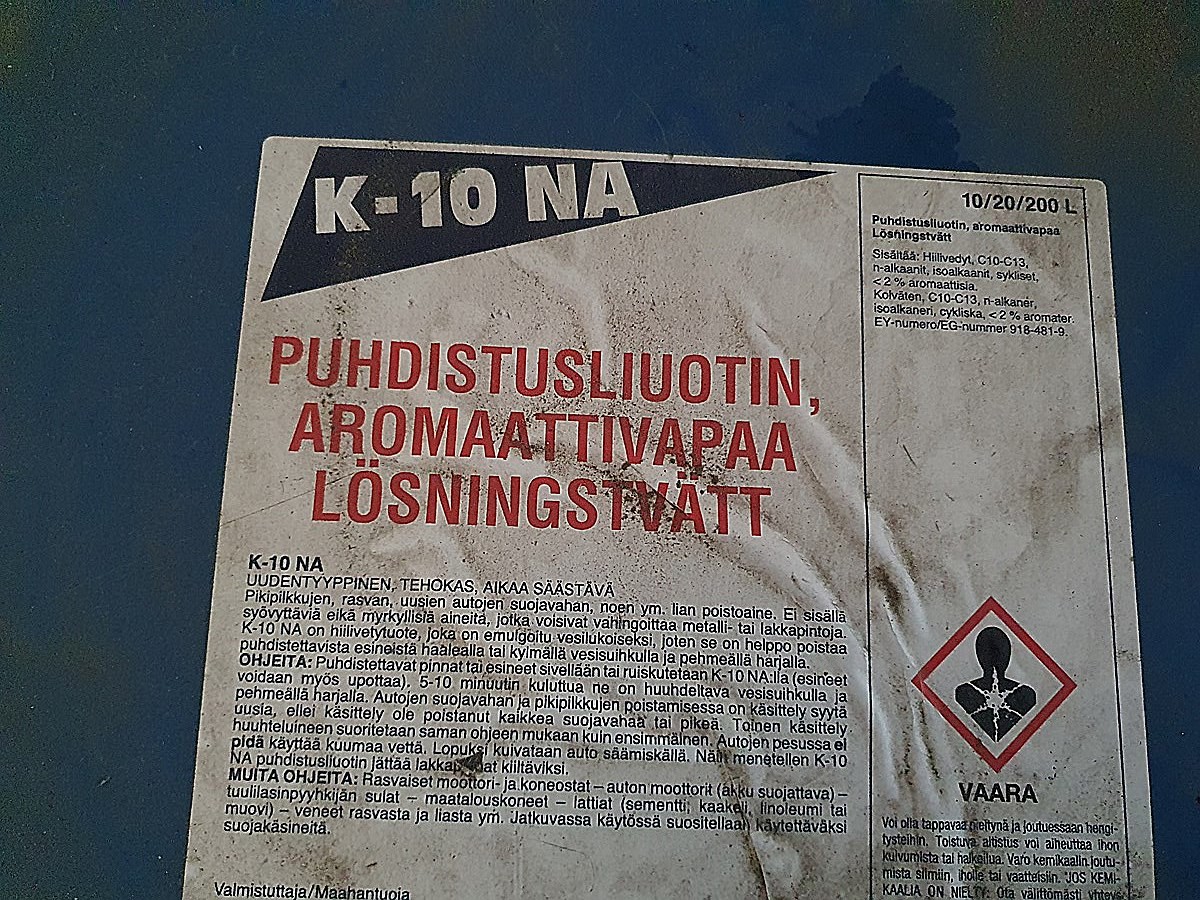 K-10 NA
PUHDISTUSLIUOTIN,
AROMAATTIVAPAA
LÖSNINGSTVÄTT
K-10 NA
UUDENTYYPPINEN, TEHOKAS, AIKAA SÄÄSTÄVÄ
Pikipilkkujen, rasvan, uusien autojen suojavahan, noen ym. lian poistoaine. Ei sisällä
syövyttäviä eikä myrkyllisiä aineita, jotka voisivat vahingoittaa metalli- tai lakkapintoja.
K-10 NA on hiilivetytuote, joka on emulgoitu vesilukoiseksi, joten se on helppo poistaa
puhdistettavista esineistä haalealla tai kylmällä vesisuihkulla ja pehmeällä harjalla.
OHJEITA: Puhdistettavat pinnat tai esineet sivellään tai ruiskutetaan K-10 NA:lla (esineet
voidaan myös upottaa). 5-10 minuutin kuluttua ne on huuhdeltava vesisuihkulla ja
pehmeällä harjalla. Autojen suojavahan ja pikipilkkujen poistamisessa on käsittely syytä
uusia, ellei käsittely ole poistanut kaikkea suojavahaa tai pikeä. Toinen käsittely
huuhteluineen suoritetaan saman ohjeen mukaan kuin ensimmäinen. Autojen pesussa ei
pidä käyttää kuumaa vettä. Lopuksi kuivataan auto säämiskällä. Näin menetellen K-10
NA puhdistusliuotin jättää kiiltäviksi.
MUITA OHJEITA: Rasvaiset moottori- ja koneostat – auton moottorit (akku suojattava) –
tuulilasinpyyhkijän sulat – maatalouskoneet – lattiat (sementti, kaakeli, linoleumi tai
muovi) – veneet rasvasta ja liasta ym. Jatkuvassa käytössä suositellaan käytettäväksi
suojakäsineitä.
Valmistuttaja/Maahantuoja
10/20/200 L
Puhdistusliuotin, aromaattivapaa
Lösningstvätt
Sisältää: Hiilivedyt, C10-C13,
n-alkaanit, isoalkaanit, sykliset,
< 2 % aromaattisia.
Kolväten, C10-C13, n-alkaner,
isoalkaneri, cykliska, < 2 % aromater.
EY-numero/EG-nummer 918-481-9.
VAARA
Voi olla tappavaa nieltynä ja joutuessaan hengi-
tysteihin. Toistuva altistus voi aiheuttaa ihon
kuivumista tai halkeilua. Varo kemikaalin joutu-
mista silmiin, iholle tai vaatteisiin. JOS KEMI-
KAALIA ON NIELTY: Ota välittömästi yhteys